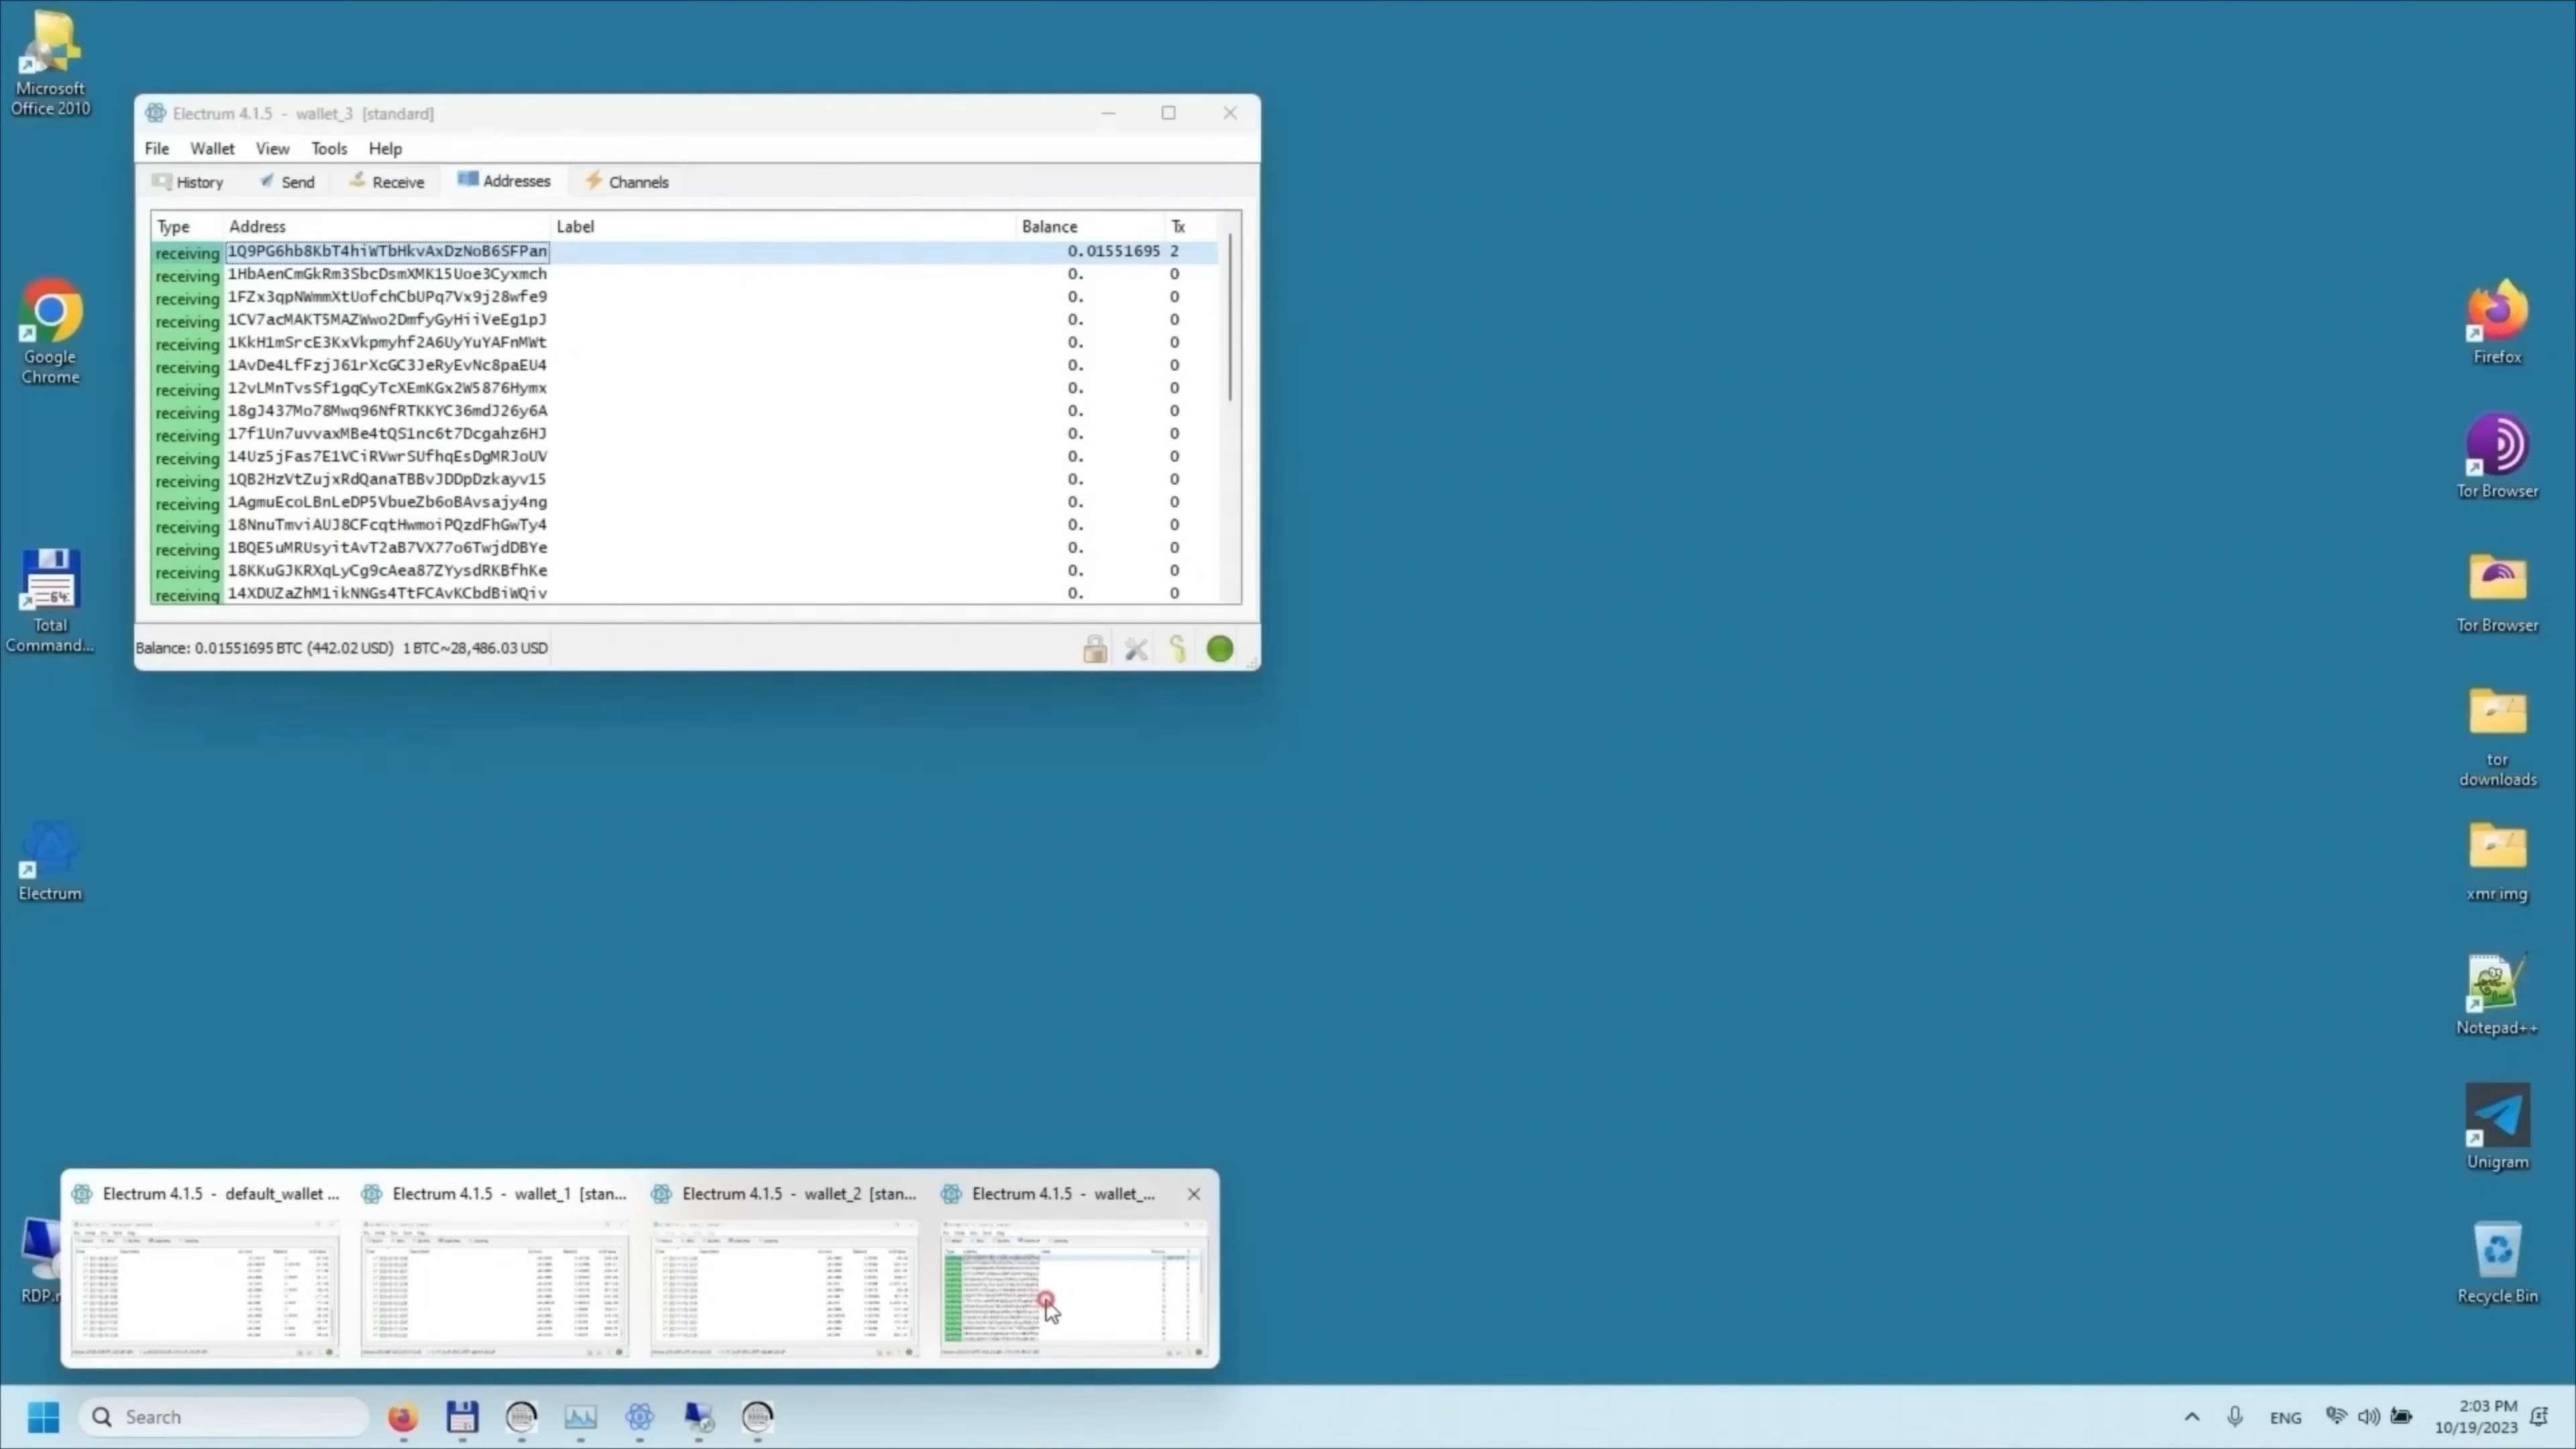 Microsoft
Office 2010
Google
Chrome
Total
Command...
Electrum
RDP.r
Electrum 4.1.5 - wallet_3 [standard]
File Wallet View Tools Help
History Send Receive Addresses Channels
Type Address Label Balance Tx
receiving 1Q9PG6hb8KbT4hiWTbHkvAxDzNoB6SFPan 0.01551695 2
receiving 1HbAenCmGkRm3SbcDsmXMK15Uoe3Cyxmch 0. 0
receiving 1FZx3qpNWmmXtUofchCbUPq7Vx9j28wfe9 0. 0
receiving 1CV7acMAKT5MAZWwo2DmfyGyHiiVeEg1pJ 0. 0
receiving 1KkH1mSrcE3KxVkpmyhf2A6UyYuYAFnMWt 0. 0
receiving 1AvDe4LfFzjJ61rXcGC3JeRyEvNc8paEU4 0. 0
receiving 12vLMnTvsSf1gqCyTcXEmKGx2W5876Hymx 0. 0
receiving 18gJ437Mo78Mwq96NfRTKKYC36mdJ26y6A 0. 0
receiving 17f1Un7uvvaxMBe4tQS1nc6t7Dcgahz6HJ 0. 0
receiving 14Uz5jFas7E1VCiRVwrSUfhqEsDgMRJoUV 0. 0
receiving 1QB2HzVtZujxRdQanaTBBvJDDpDzkayv15 0. 0
receiving 1AgmuEcoLBnLeDP5VbueZb6oBAvsajy4ng 0. 0
receiving 18NnuTmviAUJ8CFcqtHwmoiPQzdFhGwTy4 0. 0
receiving 1BQE5uMRUsyitAvT2aB7VX77o6TwjdDBYe 0. 0
receiving 18KKuGJKRXqLyCg9cAea87ZYysdRKBfhKe 0. 0
receiving 14XDUZaZhM1ikNNGs4TtFCAvKCbdBiWQiv 0. 0
Balance: 0.01551695 BTC (442.02 USD) 1 BTC~28,486.03 USD
Firefox
Tor Browser
Tor Browser
tor
downloads
xmr.img
Notepad++
Unigram
Recycle Bin
Electrum 4.1.5 - default_wallet ...
Electrum 4.1.5 - wallet_1 [stan...
Electrum 4.1.5 - wallet_2 [stan...
Electrum 4.1.5 - wallet_...
Search
ENG
2:03 PM
10/19/2023